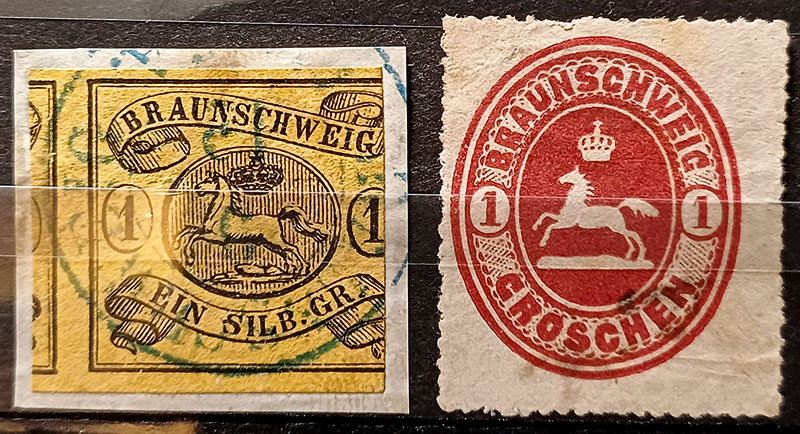 BRAUNSCHWEIG
1 1
EIN SILB.GR.
BRAUNSCHWEIG
1 1
GROSCHEN